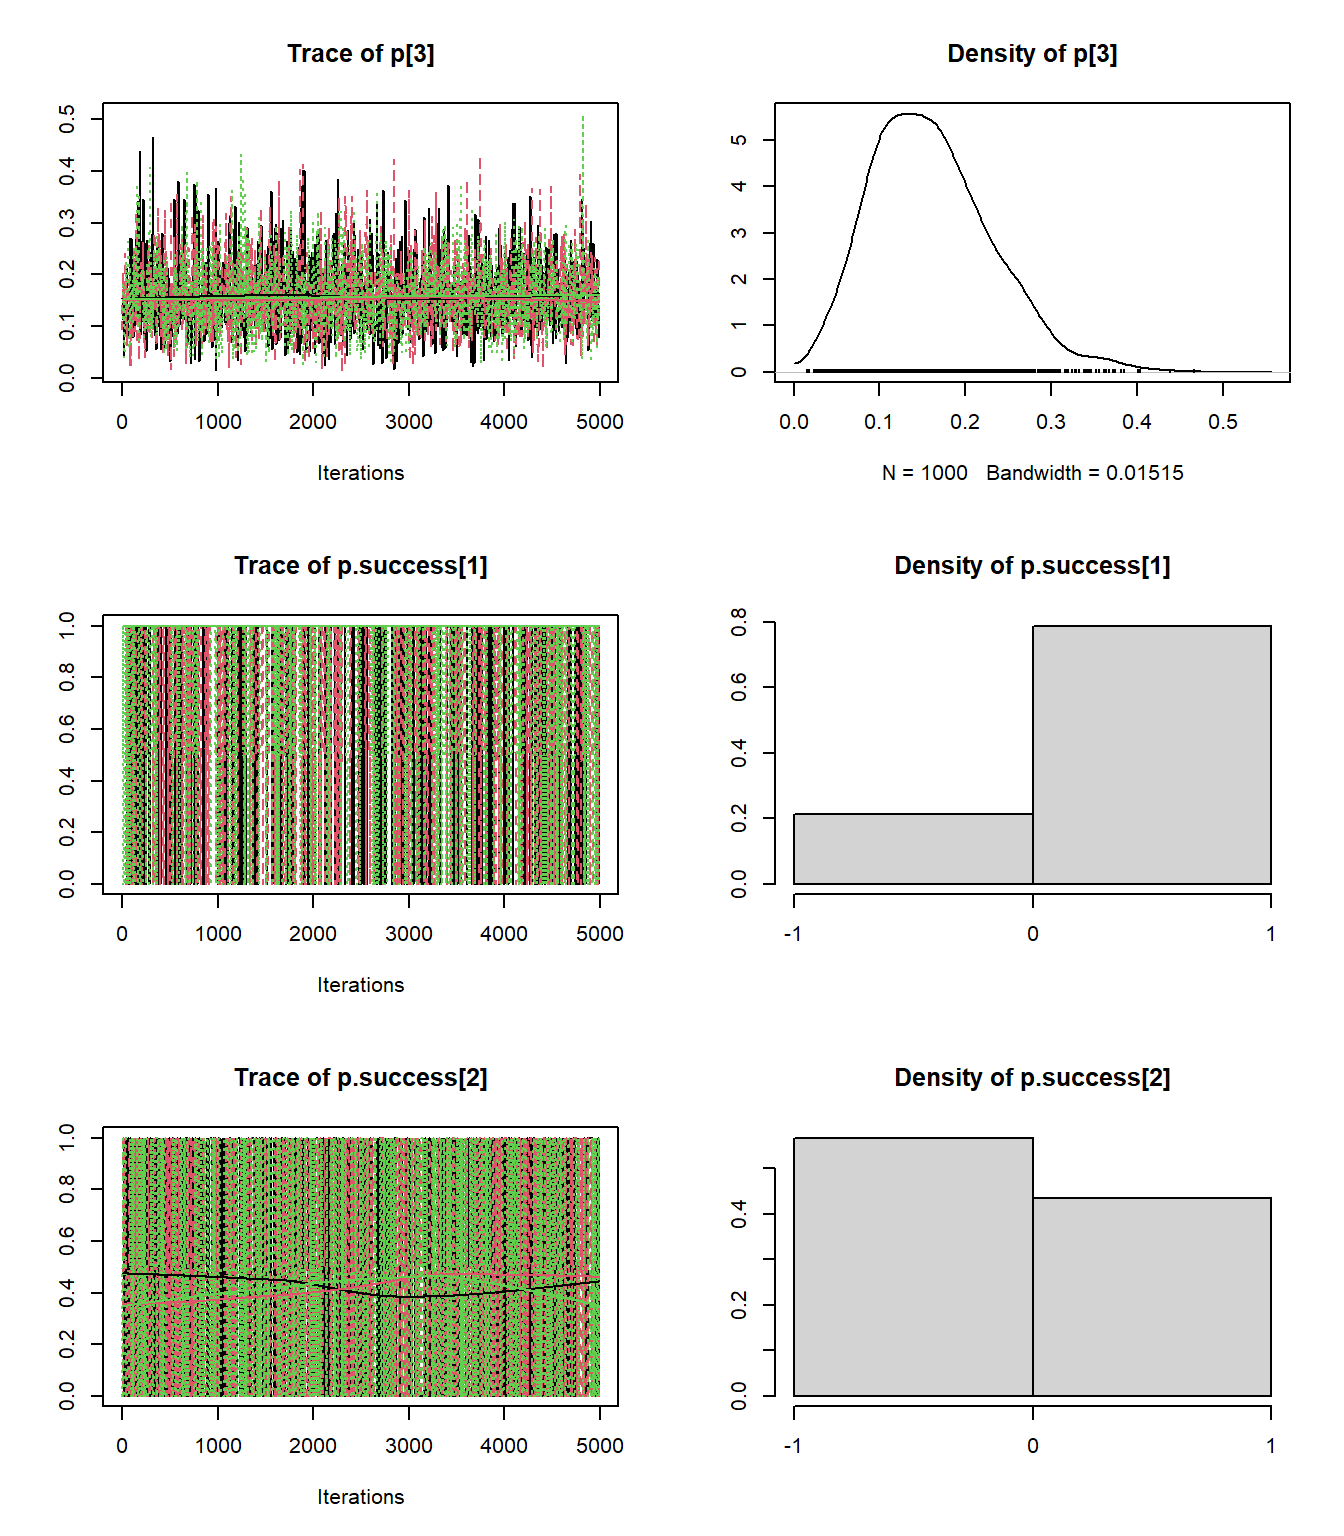 Trace of p[3]
0.5
0.4
0.3
0.2
0.1
0.0
0 1000 2000 3000 4000 5000
Iterations
Density of p[3]
5
4
3
2
1
0
0.0 0.1 0.2 0.3 0.4 0.5
N = 1000 Bandwidth = 0.01515
Trace of p.success[1]
1.0
0.8
0.6
0.4
0.2
0.0
0 1000 2000 3000 4000 5000
Iterations
Density of p.success[1]
0.8
0.6
0.4
0.2
0.0
-1 0 1
Trace of p.success[2]
1.0
0.8
0.6
0.4
0.2
0.0
0 1000 2000 3000 4000 5000
Iterations
Density of p.success[2]
0.4
0.2
0.0
-1 0 1